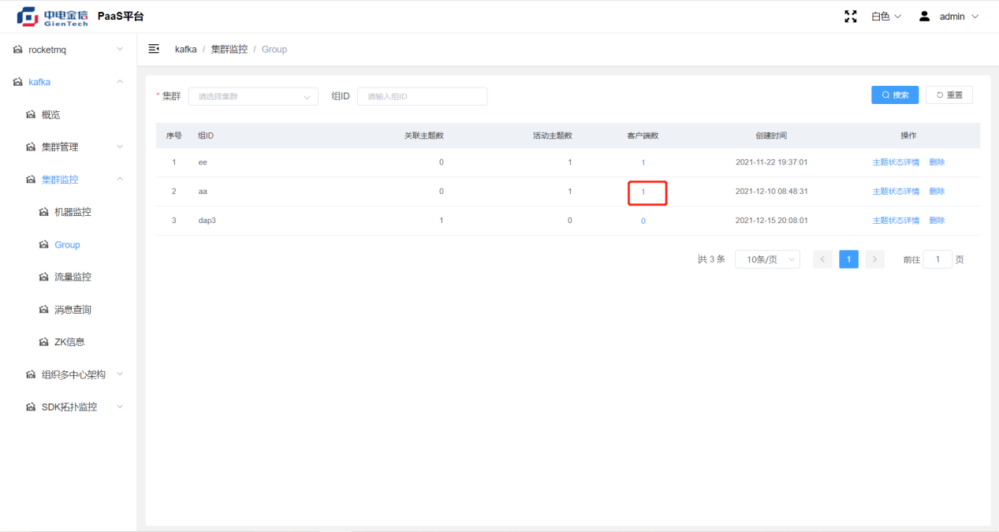 中电金信 GienTech PaaS平台 白色 admin
rocketmq
kafka / 集群监控 / Group
kafka
* 集群 请选择集群 组ID 请输入组ID 搜索 重置
概览
序号 组ID 关联主题数 活动主题数 客户端数 创建时间 操作
集群管理
1 ee 0 1 1 2021-11-22 19:37:01 主题状态详情 删除
集群监控
2 aa 0 1 1 2021-12-10 08:48:31 主题状态详情 删除
机器监控
3 dap3 1 0 0 2021-12-15 20:08:01 主题状态详情 删除
Group
共 3 条 10条/页 1 前往 1 页
流量监控
消息查询
ZK信息
组织多中心架构
SDK拓扑监控